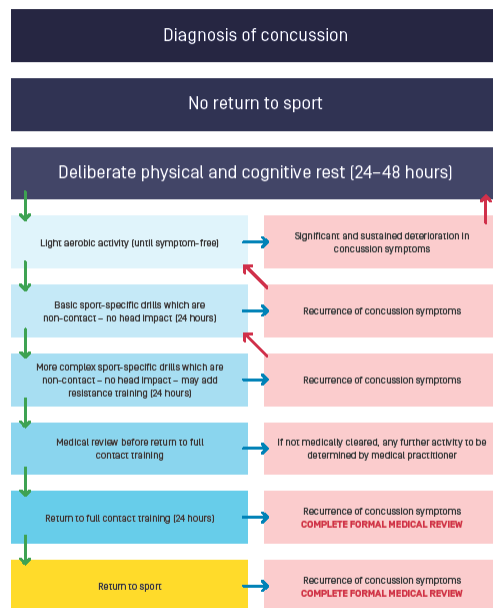 Diagnosis of concussion
No return to sport
Deliberate physical and cognitive rest (24–48 hours)
Light aerobic activity (until symptom-free)
Significant and sustained deterioration in
concussion symptoms
Basic sport-specific drills which are
non-contact – no head impact (24 hours)
Recurrence of concussion symptoms
More complex sport-specific drills which are
non-contact – no head impact – may add
resistance training (24 hours)
Recurrence of concussion symptoms
Medical review before return to full
contact training
If not medically cleared, any further activity to be
determined by medical practitioner
Return to full contact training (24 hours)
Recurrence of concussion symptoms
COMPLETE FORMAL MEDICAL REVIEW
Return to sport
Recurrence of concussion symptoms
COMPLETE FORMAL MEDICAL REVIEW